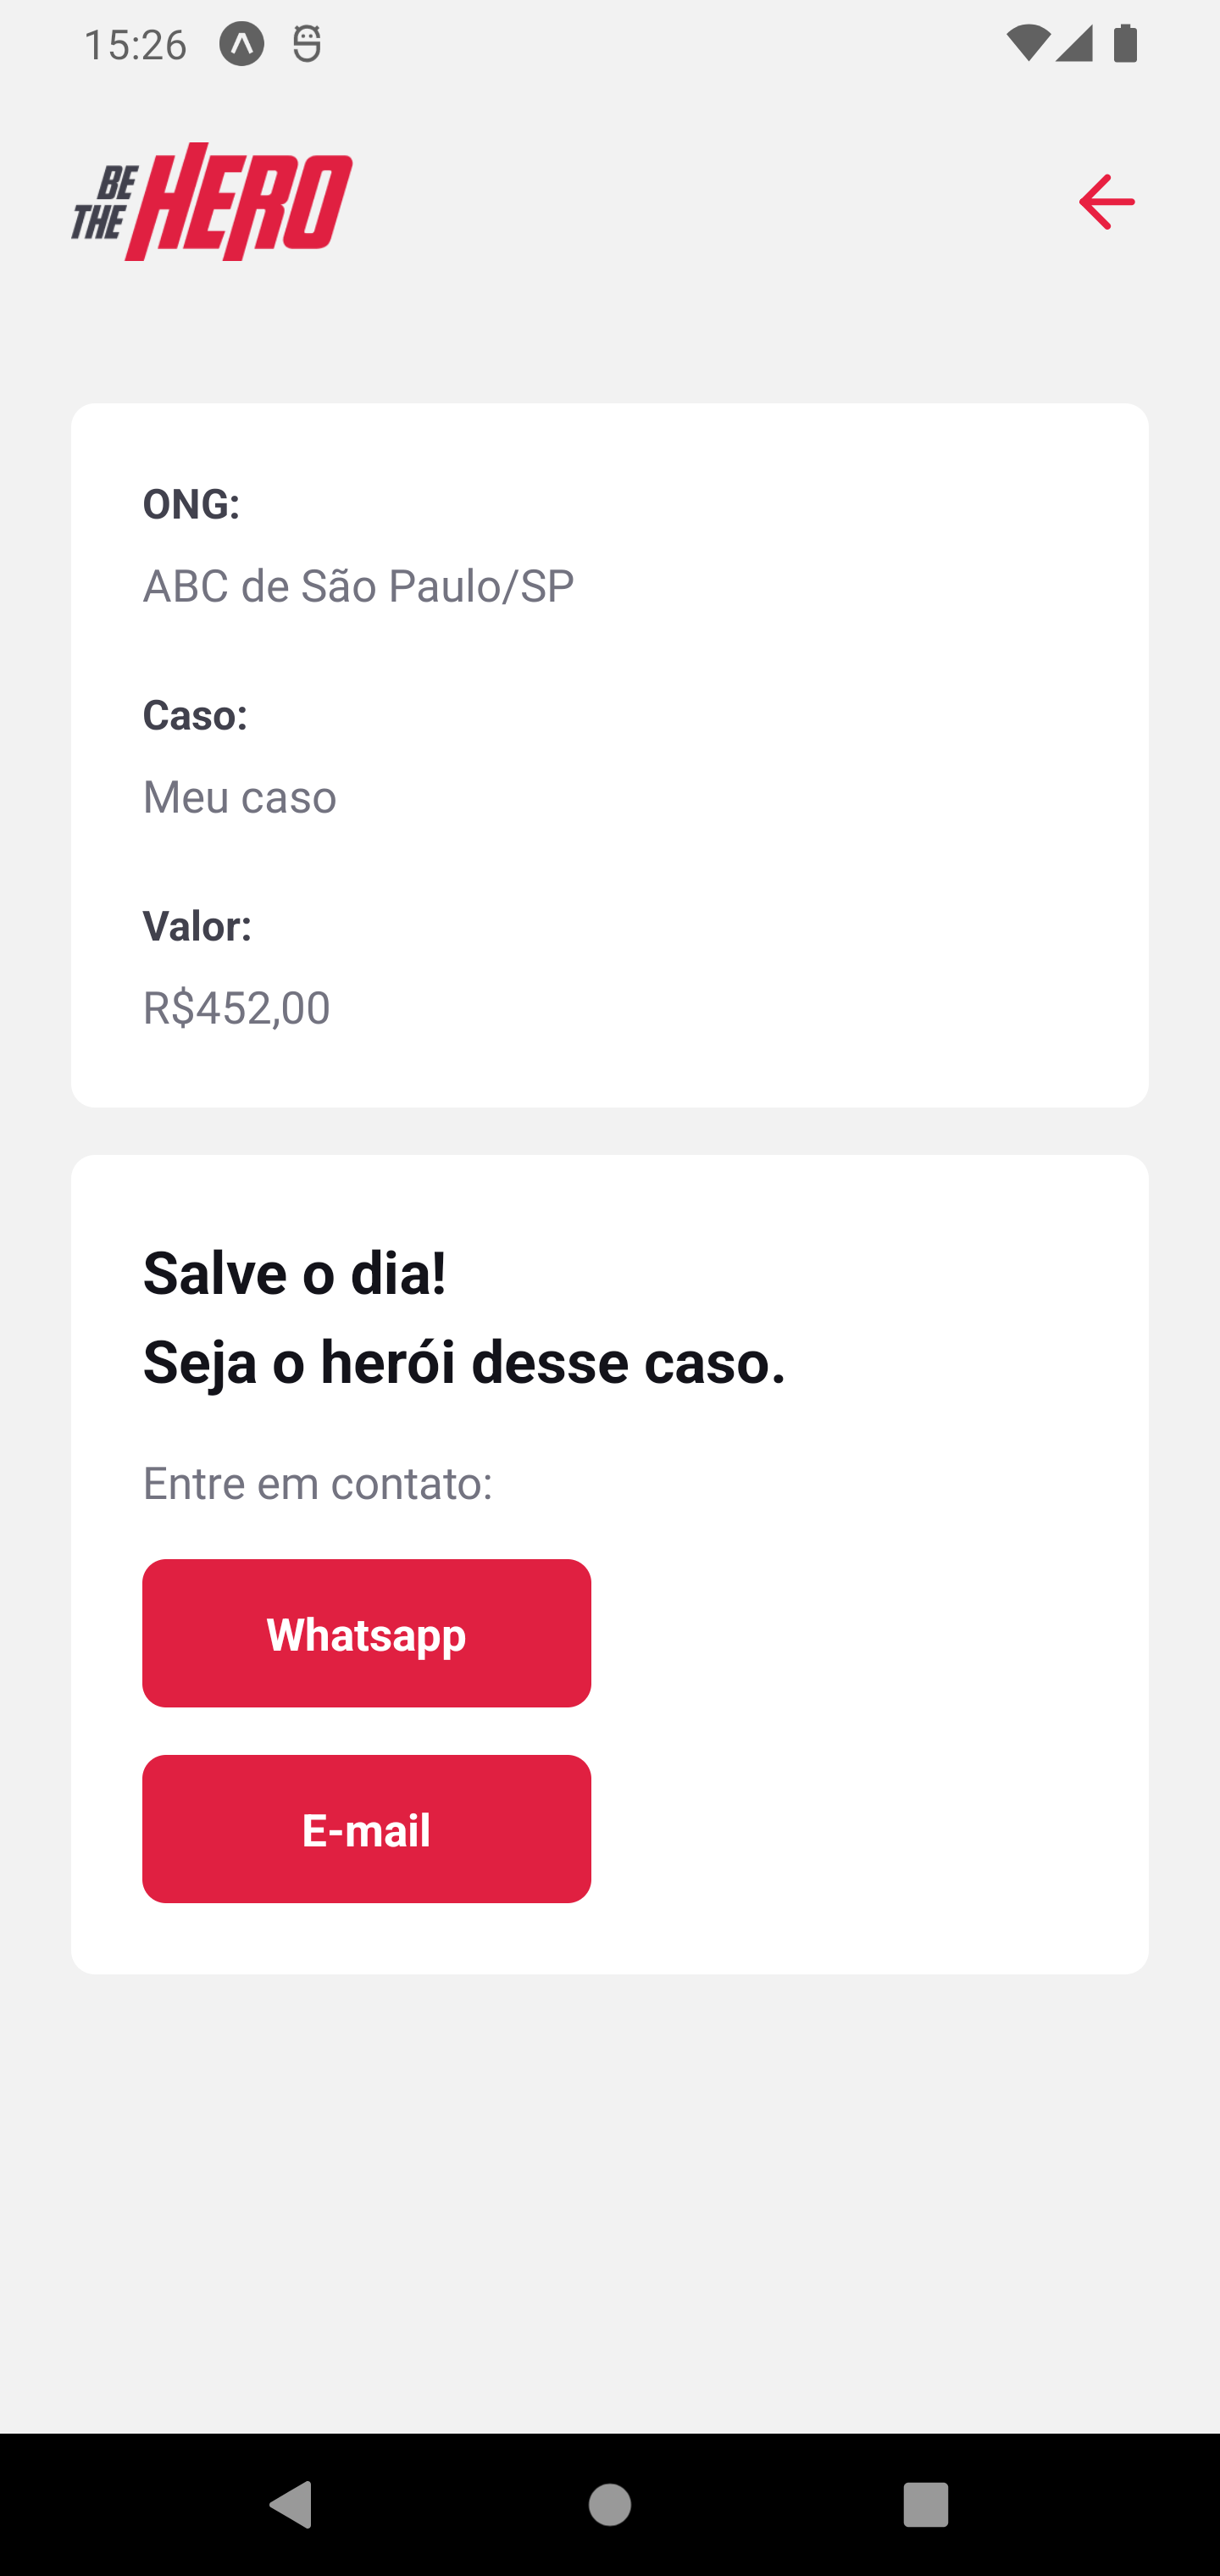 15:26
BE
THE HERO
ONG:
ABC de São Paulo/SP
Caso:
Meu caso
Valor:
R$452,00
Salve o dia!
Seja o herói desse caso.
Entre em contato:
Whatsapp
E-mail